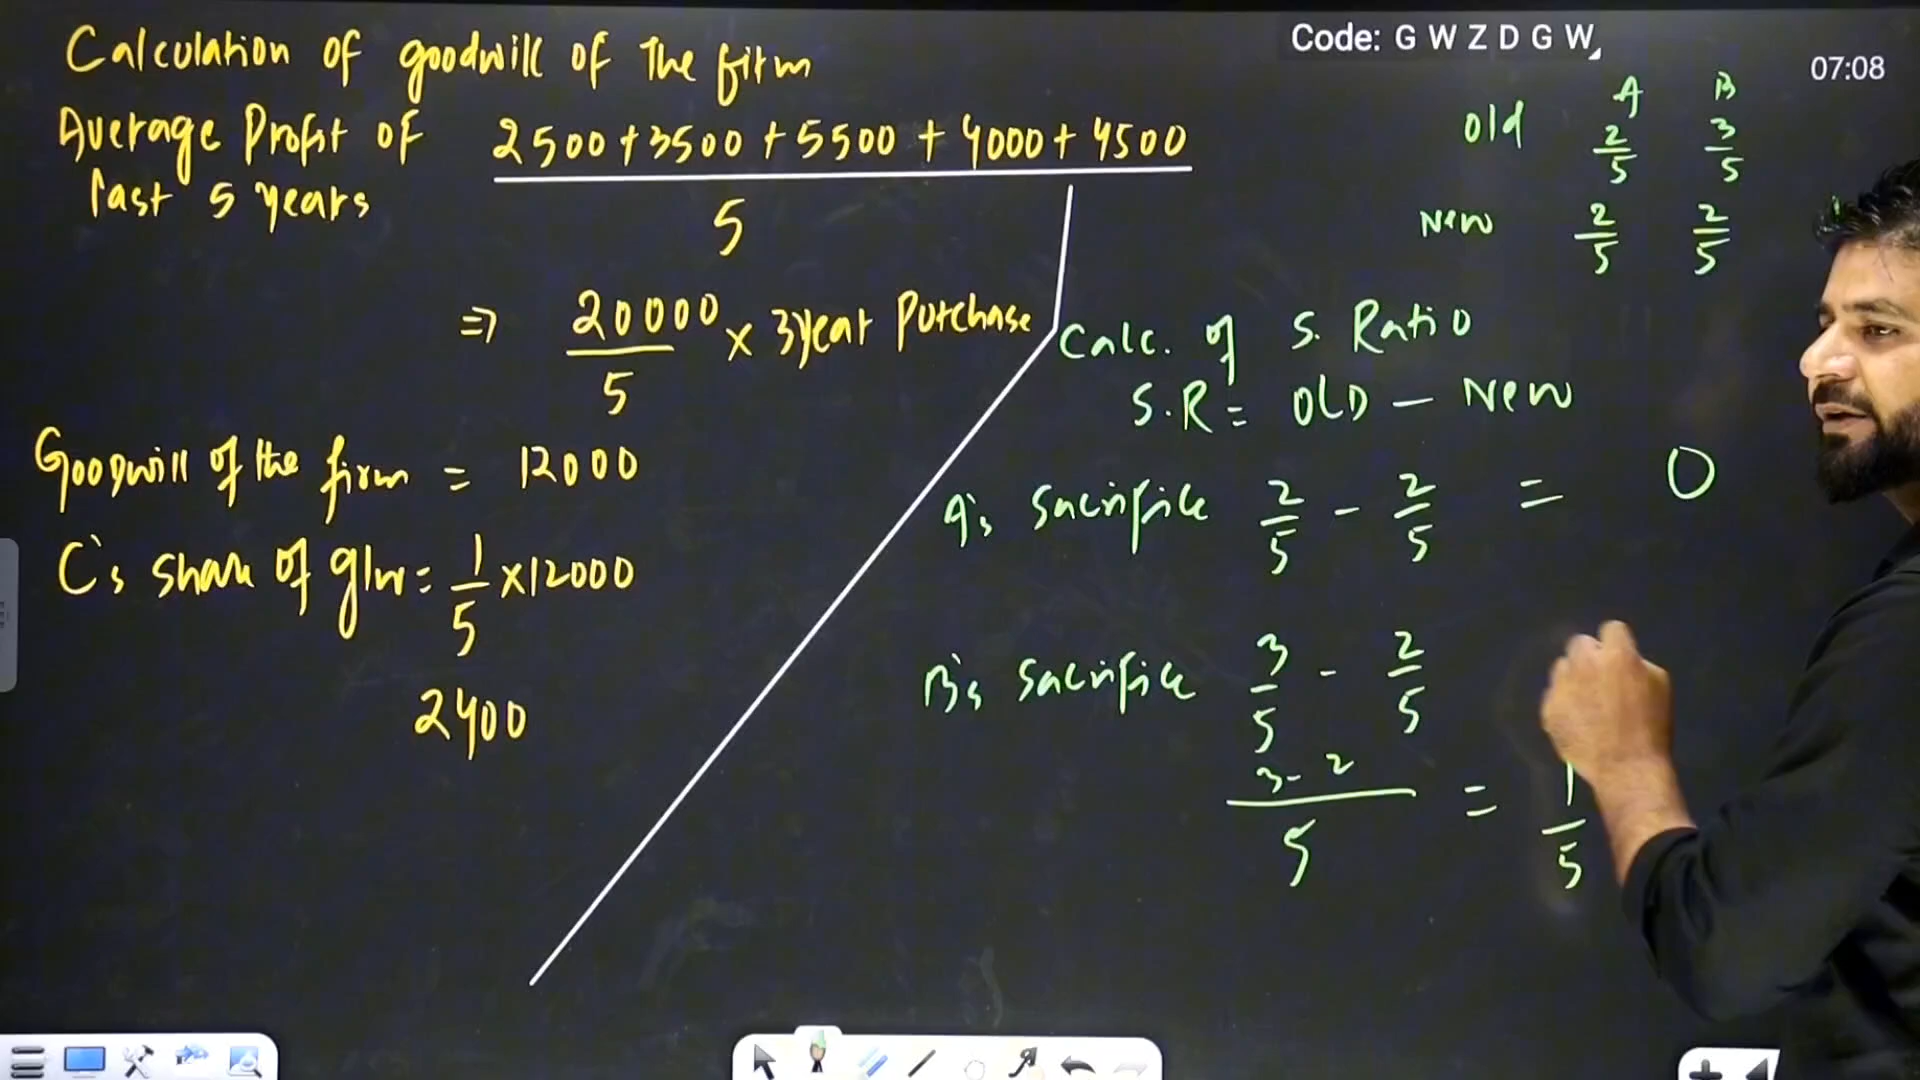 Calculation of goodwill of the firm
Code: G W Z D G W
07:08
Average Profit of last 5 years
2500+3500+5500+4000+4500
5
⇒ 20000/5 × 3year Purchase
Goodwill of the firm = 12000
C's share of g/w = 1/5 ×12000
2400
A B
Old 2/5 3/5
New 2/5 2/5
Calc. of S. Ratio
S.R = OLD - New
A's Sacrifice 2/5 - 2/5 = 0
B's Sacrifice 3/5 - 2/5
3-2/5 = 1/5